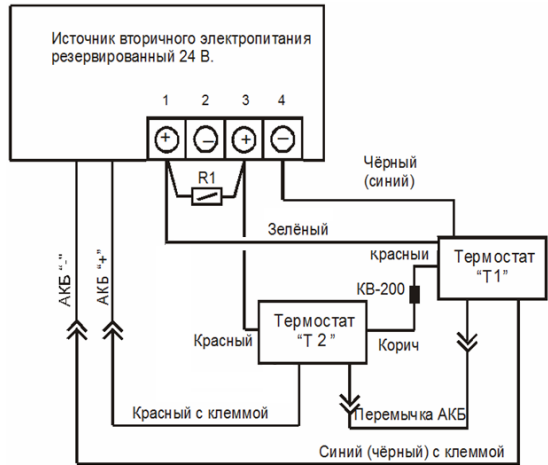 Источник вторичного электропитания
резервированный 24 В.
1 2 3 4
+ – + –
R1
Чёрный
(синий)
Зелёный
АКБ “-”
АКБ “+”
Красный
Термостат
“Т1”
КВ-200
Термостат
“Т 2 ”
Красный
Корич
Красный с клеммой
Перемычка АКБ
Синий (чёрный) с клеммой